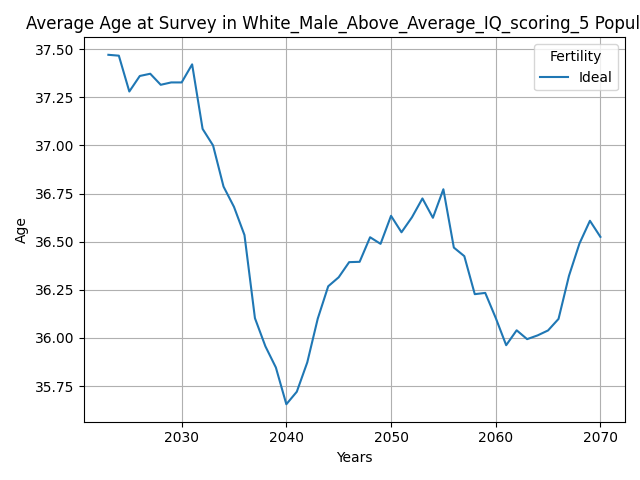 Average Age at Survey in White_Male_Above_Average_IQ_scoring_5 Popul
Fertility
Ideal
37.50
37.25
37.00
36.75
36.50
36.25
36.00
35.75
Age
2030 2040 2050 2060 2070
Years